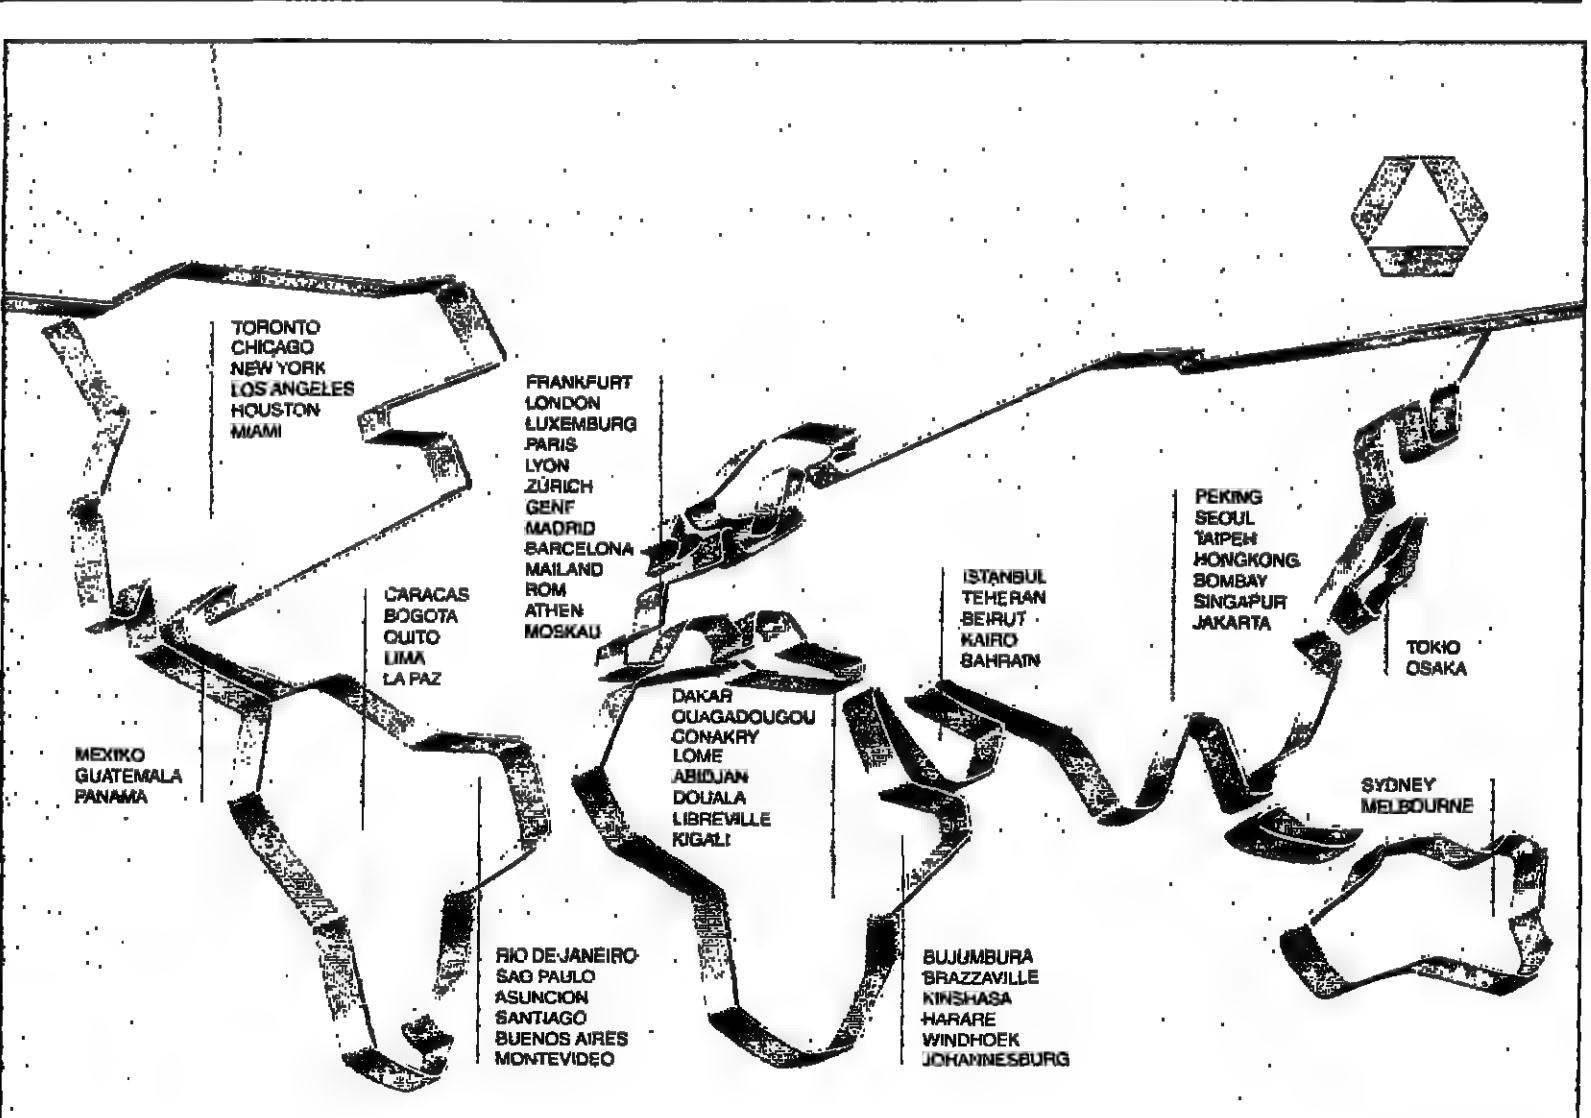 TORONTO
CHICAGO
NEW YORK
LOS ANGELES
HOUSTON
MIAMI
FRANKFURT
LONDON
LUXEMBURG
PARIS
LYON
ZÜRICH
GENF
MADRID
BARCELONA
MAILAND
ROM
ATHEN
MOSKAU
CARACAS
BOGOTA
QUITO
LIMA
LA PAZ
MEXIKO
GUATEMALA
PANAMA
RIO DE JANEIRO
SAO PAULO
ASUNCION
SANTIAGO
BUENOS AIRES
MONTEVIDEO
DAKAR
OUAGADOUGOU
CONAKRY
LOME
ABIDJAN
DOUALA
LIBREVILLE
KIGALI
ISTANBUL
TEHERAN
BEIRUT
KAIRO
BAHRAIN
BUJUMBURA
BRAZZAVILLE
KINSHASA
HARARE
WINDHOEK
JOHANNESBURG
PEKING
SEOUL
TAIPEH
HONGKONG
BOMBAY
SINGAPUR
JAKARTA
TOKIO
OSAKA
SYDNEY
MELBOURNE